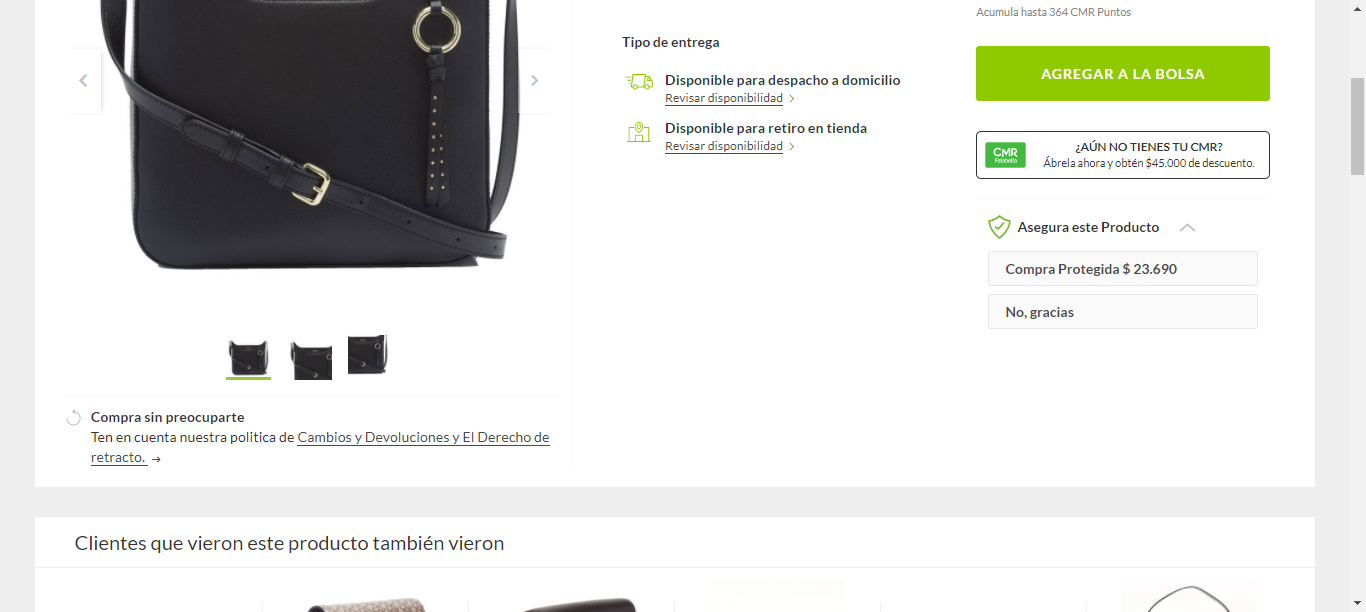 Acumula hasta 364 CMR Puntos
Tipo de entrega
Disponible para despacho a domicilio
Revisar disponibilidad
Disponible para retiro en tienda
Revisar disponibilidad
AGREGAR A LA BOLSA
CMR
Falabella
¿AÚN NO TIENES TU CMR?
Ábrela ahora y obtén $45.000 de descuento.
Asegura este Producto
Compra Protegida $ 23.690
No, gracias
Compra sin preocuparte
Ten en cuenta nuestra política de Cambios y Devoluciones y El Derecho de
retracto. →
Clientes que vieron este producto también vieron